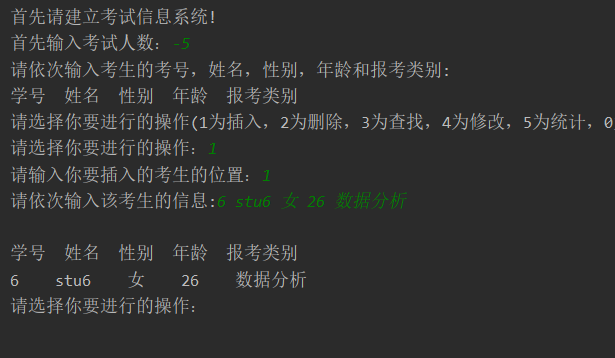 首先请建立考试信息系统!
首先输入考试人数：-5
请依次输入考生的考号，姓名，性别，年龄和报考类别:
学号 姓名 性别 年龄 报考类别
请选择你要进行的操作(1为插入，2为删除，3为查找，4为修改，5为统计，0
请选择你要进行的操作：1
请输入你要插入的考生的位置：1
请依次输入该考生的信息:6 stu6 女 26 数据分析
学号 姓名 性别 年龄 报考类别
6 stu6 女 26 数据分析
请选择你要进行的操作：